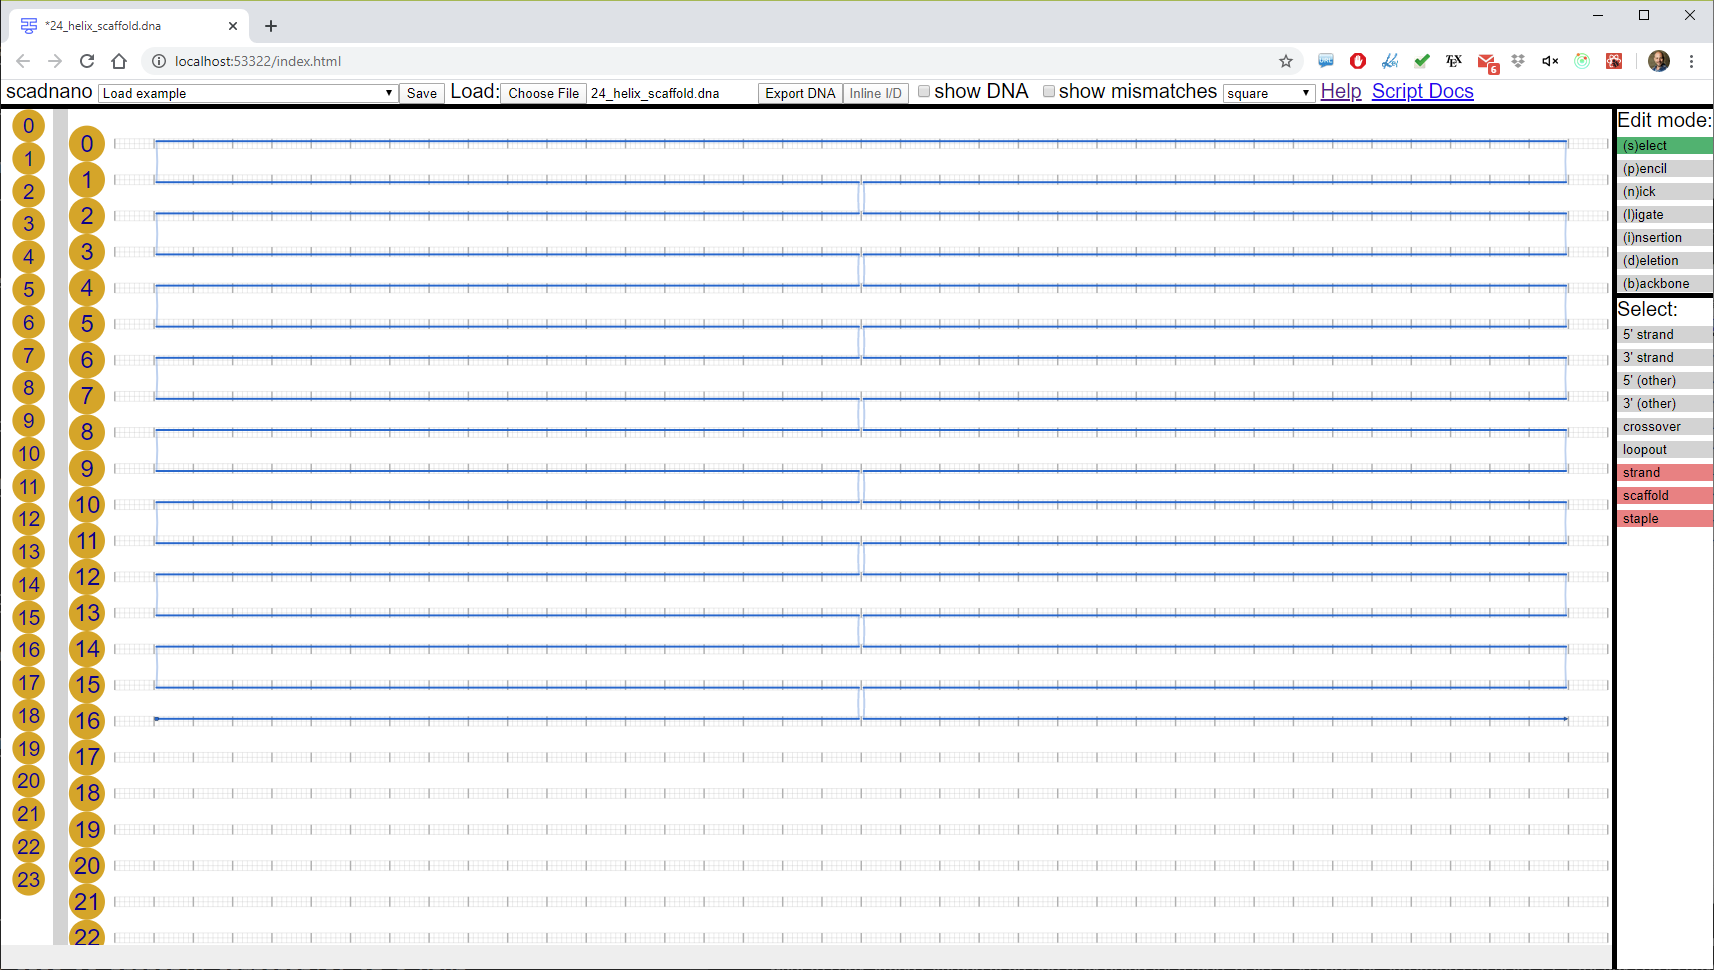 *24_helix_scaffold.dna
localhost:53322/index.html
6
scadnano Load example Save Load: Choose File 24_helix_scaffold.dna Export DNA Inline I/D show DNA show mismatches square Help Script Docs
0
1
2
3
4
5
6
7
8
9
10
11
12
13
14
15
16
17
18
19
20
21
22
23
0
1
2
3
4
5
6
7
8
9
10
11
12
13
14
15
16
17
18
19
20
21
22
Edit mode:
(s)elect
(p)encil
(n)ick
(l)igate
(i)nsertion
(d)eletion
(b)ackbone
Select:
5' strand
3' strand
5' (other)
3' (other)
crossover
loopout
strand
scaffold
staple